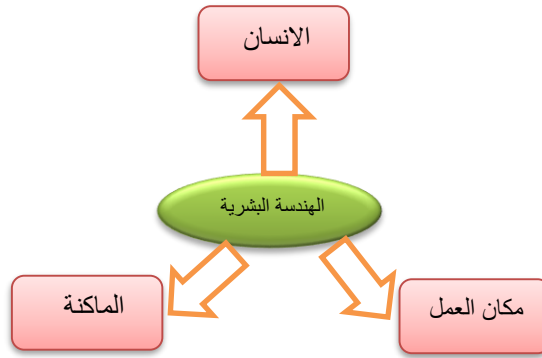 الانسان
الهندسة البشرية
الماكنة
مكان العمل